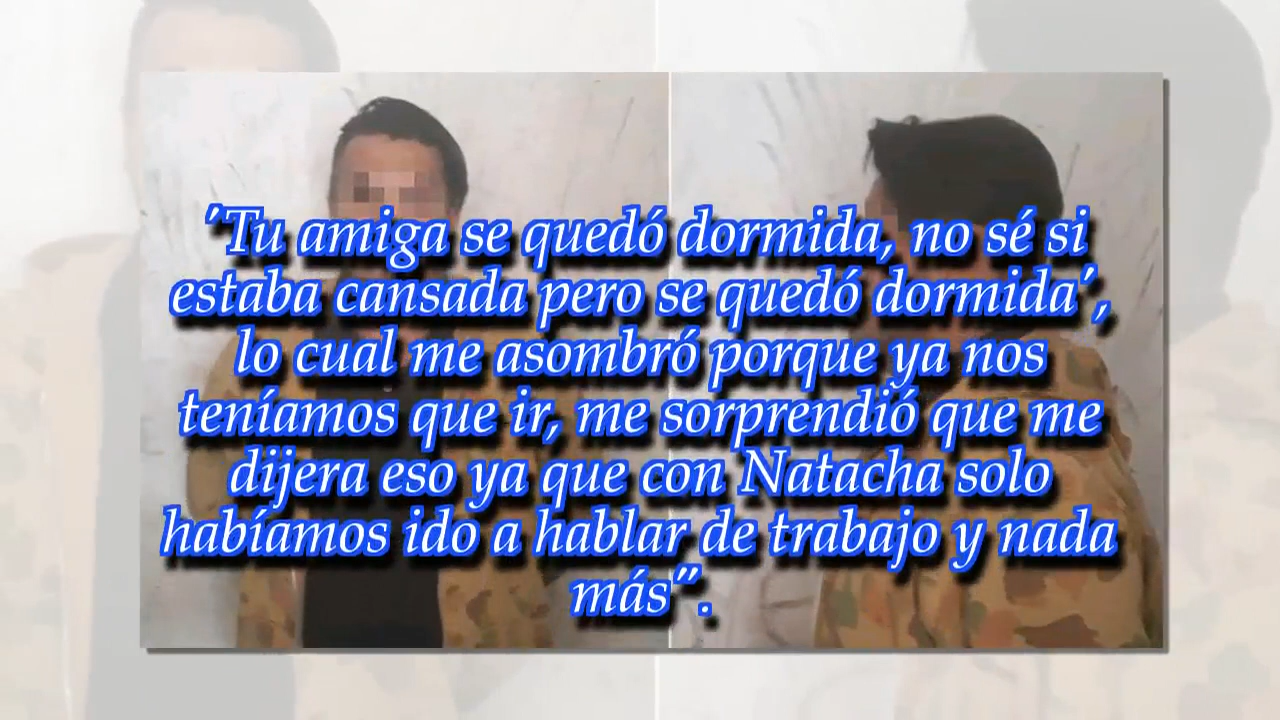 'Tu amiga se quedó dormida, no sé si
estaba cansada pero se quedó dormida',
lo cual me asombró porque ya nos
teníamos que ir, me sorprendió que me
dijera eso ya que con Natacha solo
habíamos ido a hablar de trabajo y nada
más”.